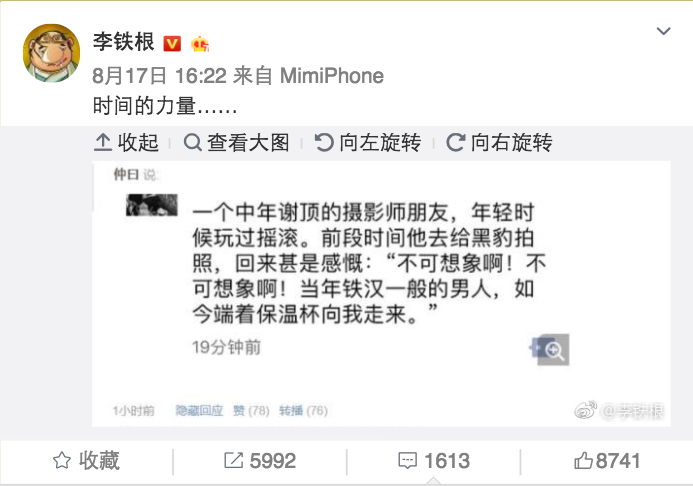 李铁根
8月17日 16:22 来自 MimiPhone
时间的力量……
收起 查看大图 向左旋转 向右旋转
仲日 说:
一个中年谢顶的摄影师朋友，年轻时
候玩过摇滚。前段时间他去给黑豹拍
照，回来甚是感慨：“不可想象啊！不
可想象啊！当年铁汉一般的男人，如
今端着保温杯向我走来。”
19分钟前
1小时前 隐藏回应 赞 (78) 转播 (76)
@李铁根
收藏 5992 1613 8741